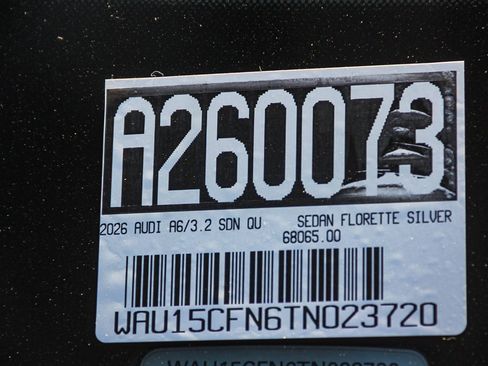 A260073
2026 AUDI A6/3.2 SDN QU SEDAN FLORETTE SILVER
68065.00
WAU15CFN6TN023720